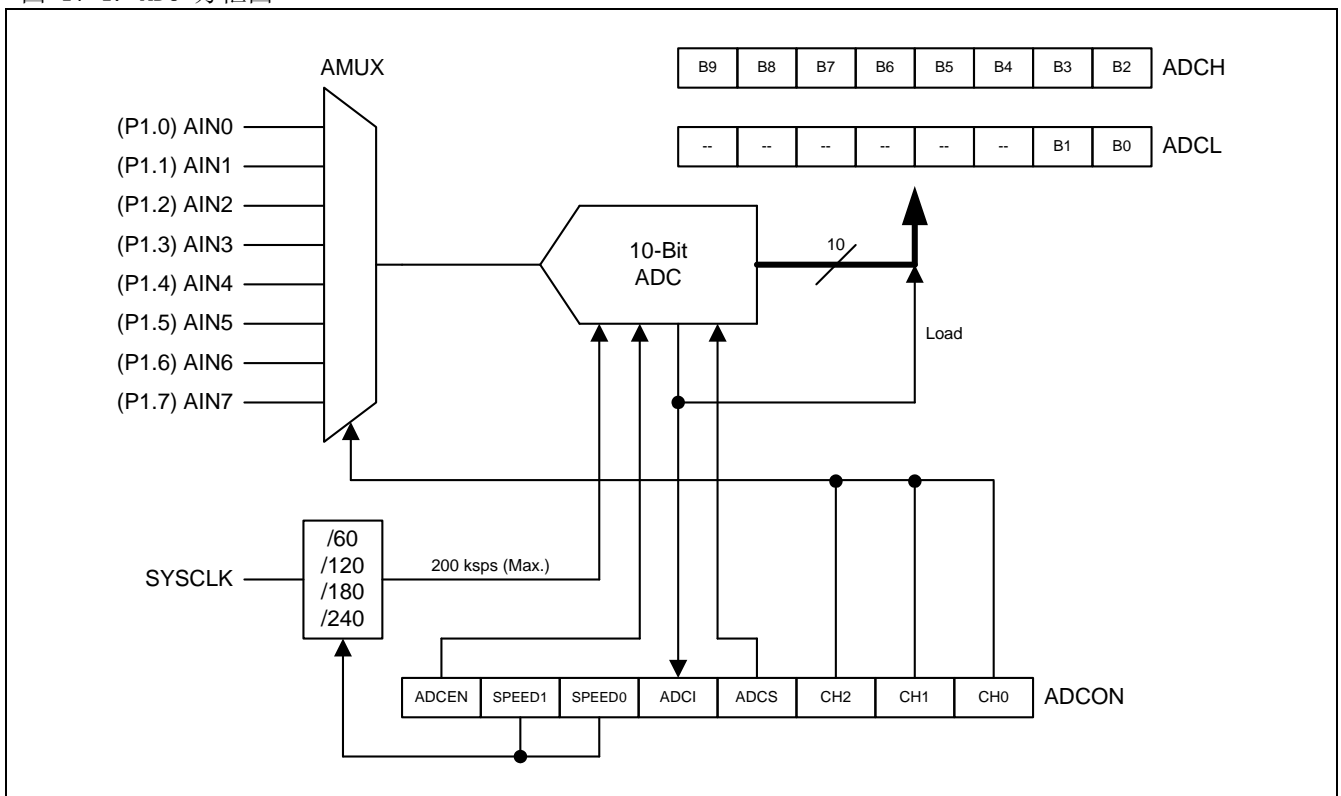 AMUX
B9 B8 B7 B6 B5 B4 B3 B2 ADCH
(P1.0) AIN0
-- -- -- -- -- -- B1 B0 ADCL
(P1.1) AIN1
(P1.2) AIN2
(P1.3) AIN3
10-Bit
ADC
10
(P1.4) AIN4
(P1.5) AIN5
Load
(P1.6) AIN6
(P1.7) AIN7
/60
/120
/180
/240
SYSCLK
200 ksps (Max.)
ADCEN SPEED1 SPEED0 ADCI ADCS CH2 CH1 CH0 ADCON